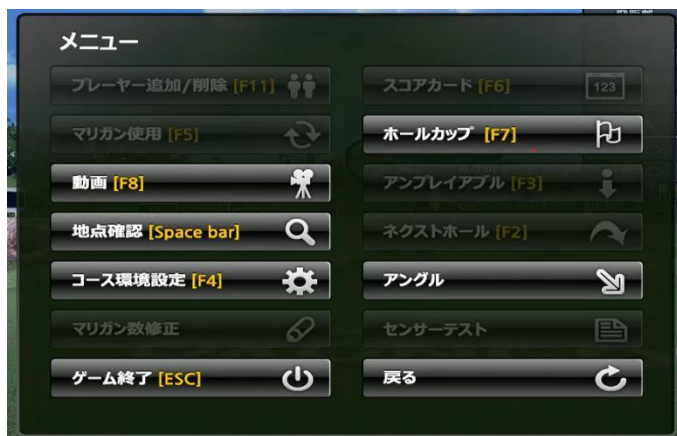 メニュー
プレーヤー追加/削除 [F11]
スコアカード [F6]
123
マリガン使用 [F5]
ホールカップ [F7]
動画 [F8]
アンプレイアブル [F3]
地点確認 [Space bar]
ネクストホール [F2]
コース環境設定 [F4]
アングル
マリガン数修正
センサーテスト
ゲーム終了 [ESC]
戻る